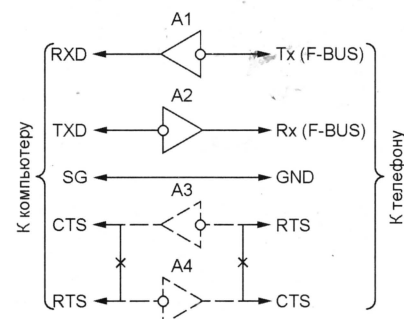 A1
RXD Tx (F-BUS)
A2
TXD Rx (F-BUS)
SG GND
A3
CTS RTS
A4
RTS CTS
К компьютеру
К телефону